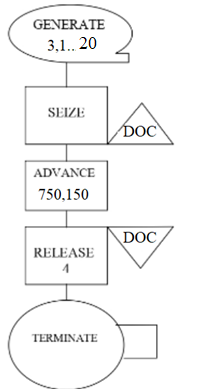 GENERATE
3,1.. 20
SEIZE
DOC
ADVANCE
750,150
DOC
RELEASE
4
TERMINATE